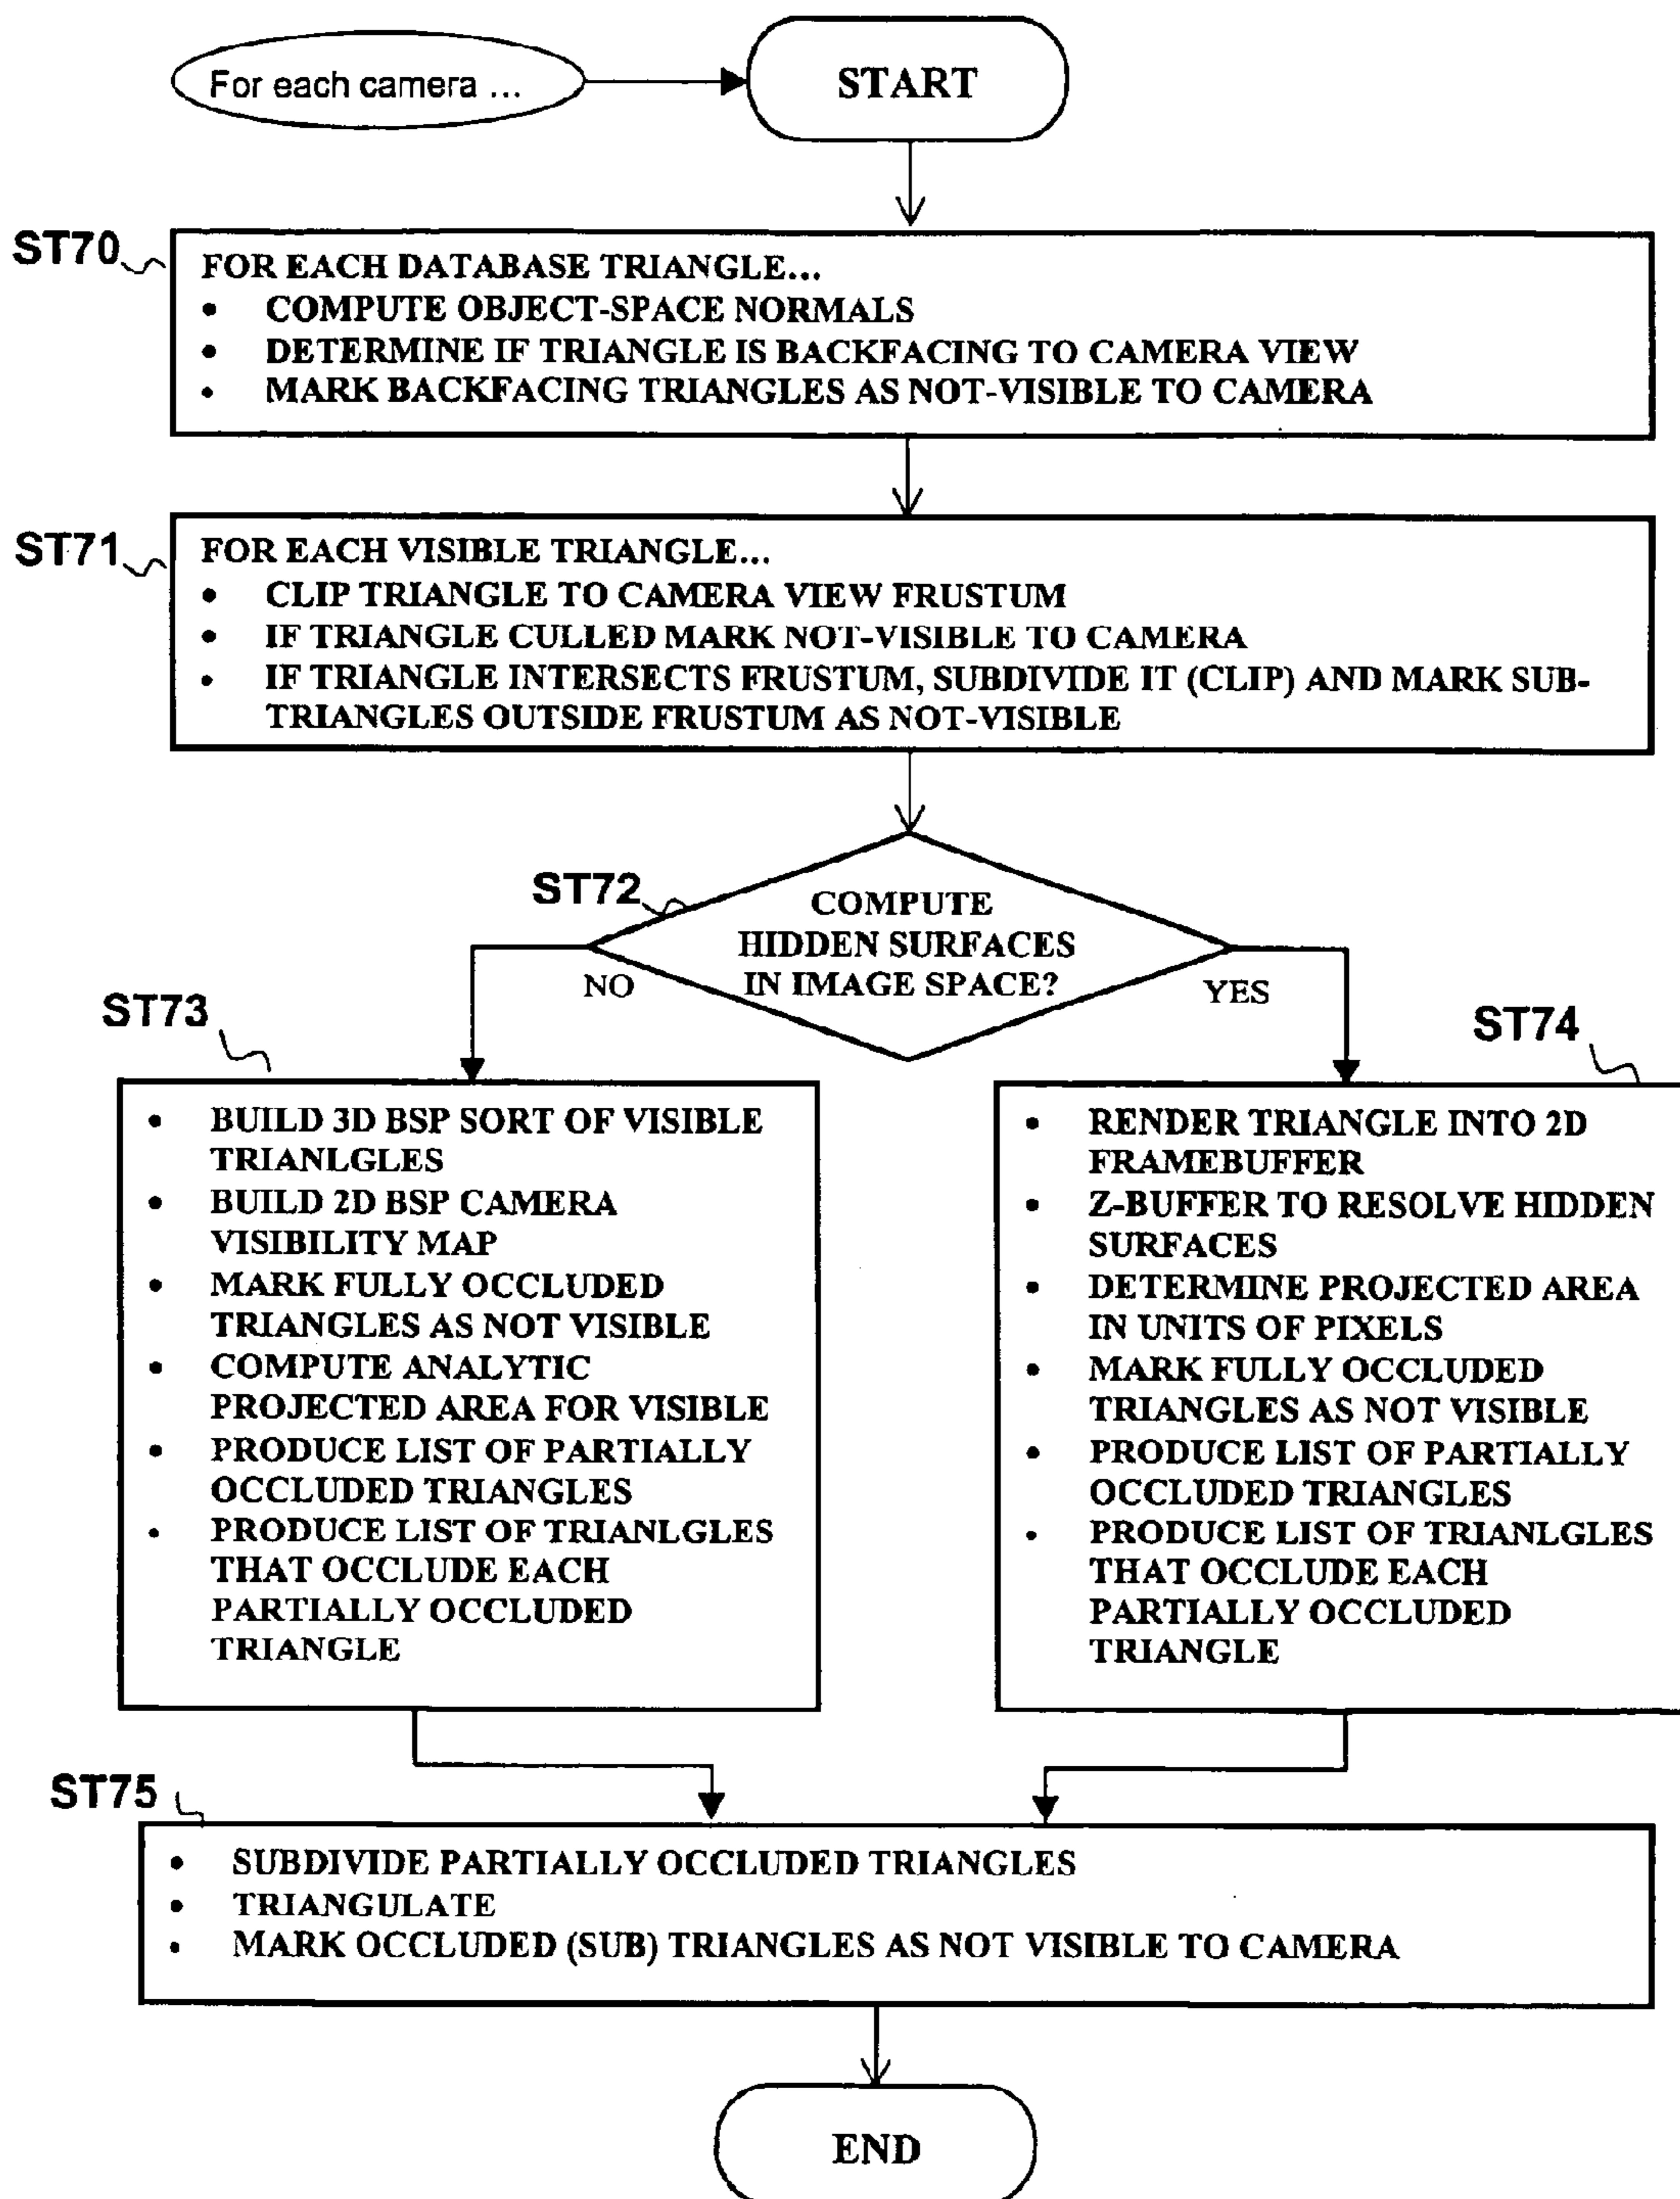 For each camera ...
START
ST70
FOR EACH DATABASE TRIANGLE...
• COMPUTE OBJECT-SPACE NORMALS
• DETERMINE IF TRIANGLE IS BACKFACING TO CAMERA VIEW
• MARK BACKFACING TRIANGLES AS NOT-VISIBLE TO CAMERA
ST71
FOR EACH VISIBLE TRIANGLE...
• CLIP TRIANGLE TO CAMERA VIEW FRUSTUM
• IF TRIANGLE CULLED MARK NOT-VISIBLE TO CAMERA
• IF TRIANGLE INTERSECTS FRUSTUM, SUBDIVIDE IT (CLIP) AND MARK SUB-
TRIANGLES OUTSIDE FRUSTUM AS NOT-VISIBLE
ST72
COMPUTE
HIDDEN SURFACES
IN IMAGE SPACE?
NO
YES
ST73
• BUILD 3D BSP SORT OF VISIBLE
TRIANLGLES
• BUILD 2D BSP CAMERA
VISIBILITY MAP
• MARK FULLY OCCLUDED
TRIANGLES AS NOT VISIBLE
• COMPUTE ANALYTIC
PROJECTED AREA FOR VISIBLE
• PRODUCE LIST OF PARTIALLY
OCCLUDED TRIANGLES
• PRODUCE LIST OF TRIANLGLES
THAT OCCLUDE EACH
PARTIALLY OCCLUDED
TRIANGLE
ST74
• RENDER TRIANGLE INTO 2D
FRAMEBUFFER
• Z-BUFFER TO RESOLVE HIDDEN
SURFACES
• DETERMINE PROJECTED AREA
IN UNITS OF PIXELS
• MARK FULLY OCCLUDED
TRIANGLES AS NOT VISIBLE
• PRODUCE LIST OF PARTIALLY
OCCLUDED TRIANGLES
• PRODUCE LIST OF TRIANLGLES
THAT OCCLUDE EACH
PARTIALLY OCCLUDED
TRIANGLE
ST75
• SUBDIVIDE PARTIALLY OCCLUDED TRIANGLES
• TRIANGULATE
• MARK OCCLUDED (SUB) TRIANGLES AS NOT VISIBLE TO CAMERA
END